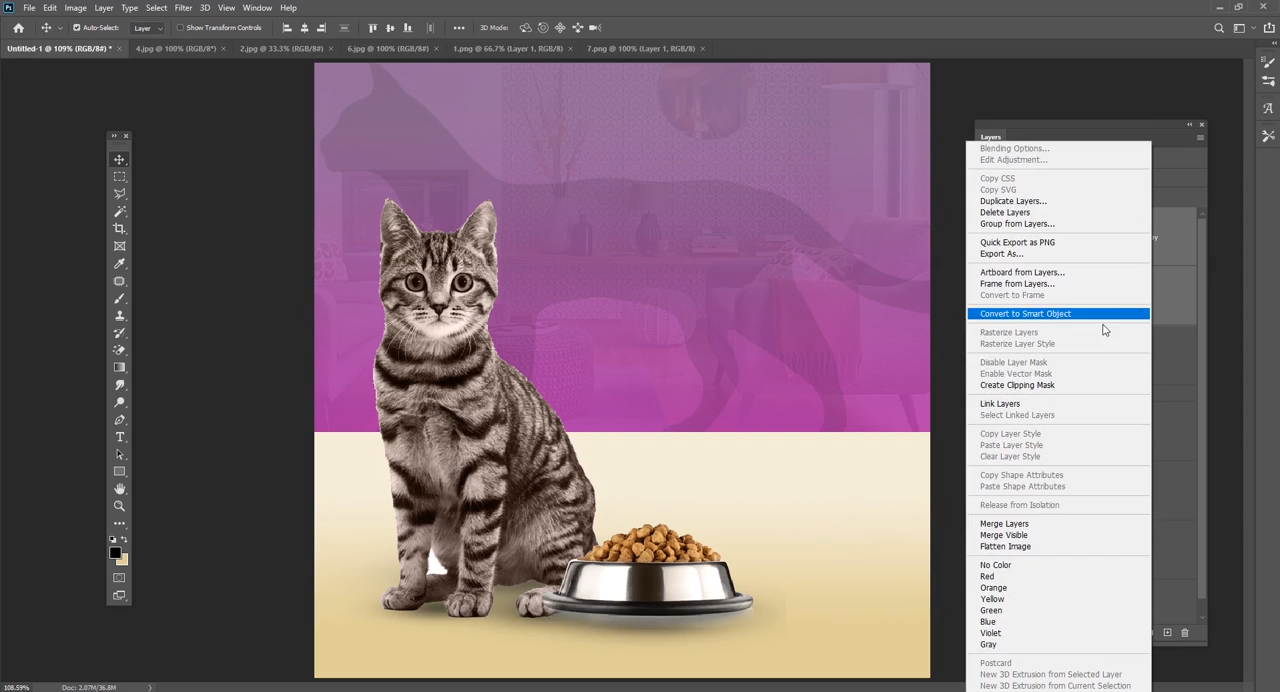 Ps File Edit Image Layer Type Select Filter 3D View Window Help
Auto-Select: Layer Show Transform Controls 3D Mode:
Untitled-1 @ 109% (RGB/8#) * 4.jpg @ 100% (RGB/8*) 2.jpg @ 33.3% (RGB/8#) 6.jpg @ 100% (RGB/8#) 1.png @ 66.7% (Layer 1, RGB/8) 7.png @ 100% (Layer 1, RGB/8)
Layers
Blending Options...
Edit Adjustment...
Copy CSS
Copy SVG
Duplicate Layers...
Delete Layers
Group from Layers...
Quick Export as PNG
Export As...
Artboard from Layers...
Frame from Layers...
Convert to Frame
Convert to Smart Object
Rasterize Layers
Rasterize Layer Style
Disable Layer Mask
Enable Vector Mask
Create Clipping Mask
Link Layers
Select Linked Layers
Copy Layer Style
Paste Layer Style
Clear Layer Style
Copy Shape Attributes
Paste Shape Attributes
Release from Isolation
Merge Layers
Merge Visible
Flatten Image
No Color
Red
Orange
Yellow
Green
Blue
Violet
Gray
Postcard
New 3D Extrusion from Selected Layer
New 3D Extrusion from Current Selection
108.59% Doc: 2.07M/36.8M